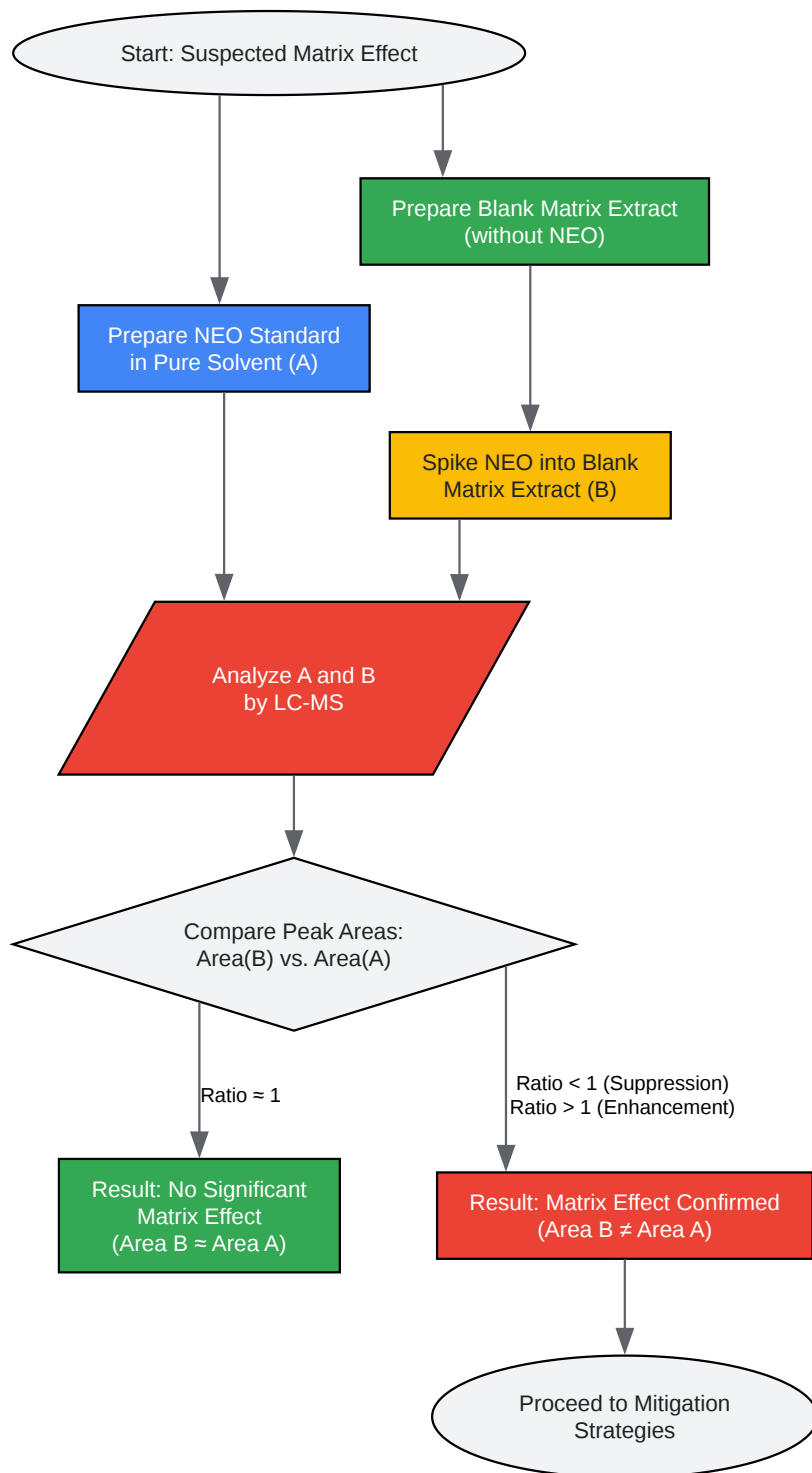 Start: Suspected Matrix Effect
Prepare Blank Matrix Extract
(without NEO)
Prepare NEO Standard
in Pure Solvent (A)
Spike NEO into Blank
Matrix Extract (B)
Analyze A and B
by LC-MS
Compare Peak Areas:
Area(B) vs. Area(A)
Ratio ≈ 1
Ratio < 1 (Suppression)
Ratio > 1 (Enhancement)
Result: No Significant
Matrix Effect
(Area B ≈ Area A)
Result: Matrix Effect Confirmed
(Area B ≠ Area A)
Proceed to Mitigation
Strategies